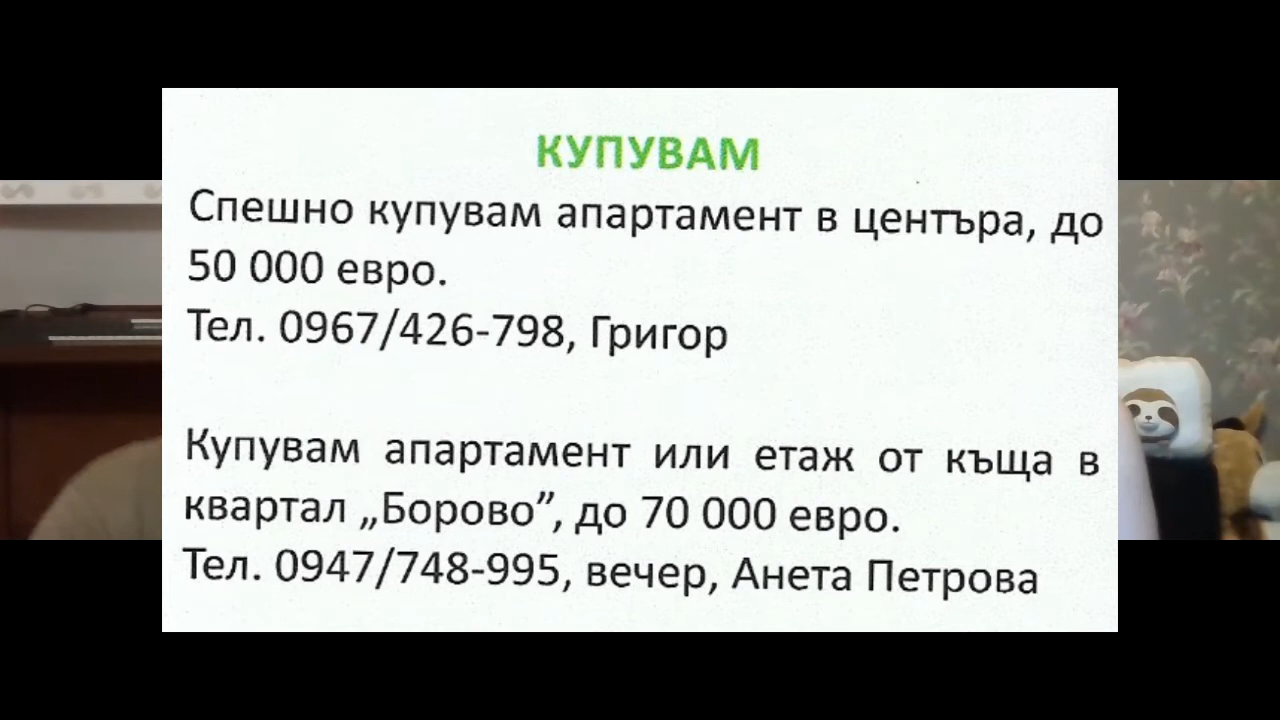 КУПУВАМ
Спешно купувам апартамент в центъра, до
50 000 евро.
Тел. 0967/426-798, Григор
Купувам апартамент или етаж от къща в
квартал „Борово”, до 70 000 евро.
Тел. 0947/748-995, вечер, Анета Петрова